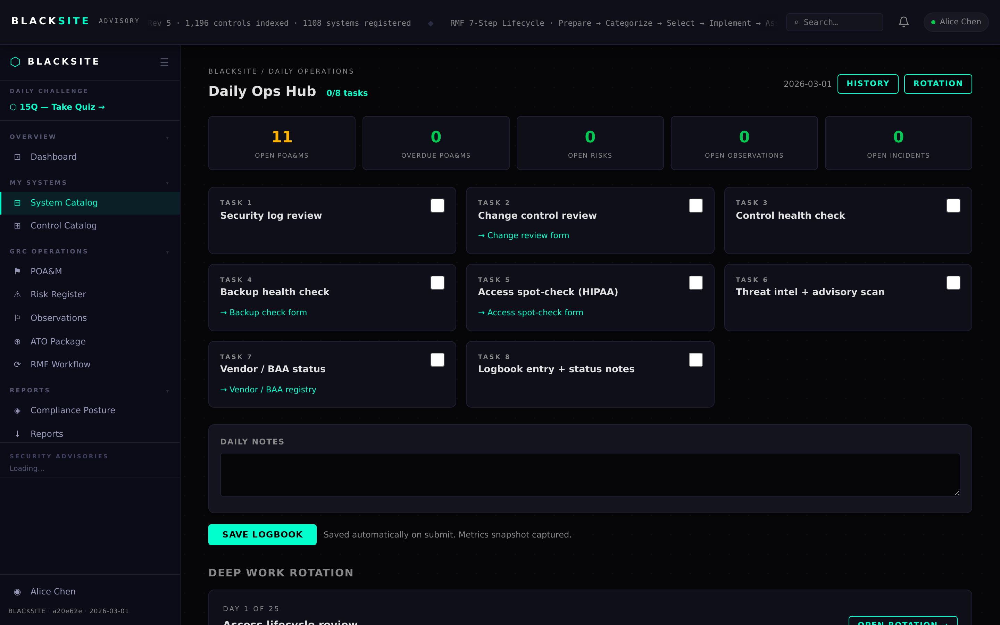 BLACKSITE ADVISORY
Rev 5 · 1,196 controls indexed · 1108 systems registered ◆ RMF 7-Step Lifecycle · Prepare → Categorize → Select → Implement →
Search…
Alice Chen
BLACKSITE
DAILY CHALLENGE
15Q — Take Quiz →
OVERVIEW
Dashboard
MY SYSTEMS
System Catalog
Control Catalog
GRC OPERATIONS
POA&M
Risk Register
Observations
ATO Package
RMF Workflow
REPORTS
Compliance Posture
Reports
SECURITY ADVISORIES
Loading…
Alice Chen
BLACKSITE · a20e62e · 2026-03-01
BLACKSITE / DAILY OPERATIONS
Daily Ops Hub 0/8 tasks
2026-03-01 HISTORY ROTATION
11
OPEN POA&MS
0
OVERDUE POA&MS
0
OPEN RISKS
0
OPEN OBSERVATIONS
0
OPEN INCIDENTS
TASK 1
Security log review
TASK 2
Change control review
→ Change review form
TASK 3
Control health check
TASK 4
Backup health check
→ Backup check form
TASK 5
Access spot-check (HIPAA)
→ Access spot-check form
TASK 6
Threat intel + advisory scan
TASK 7
Vendor / BAA status
→ Vendor / BAA registry
TASK 8
Logbook entry + status notes
DAILY NOTES
SAVE LOGBOOK
Saved automatically on submit. Metrics snapshot captured.
DEEP WORK ROTATION
DAY 1 OF 25
Access lifecycle review
OPEN ROTATION →